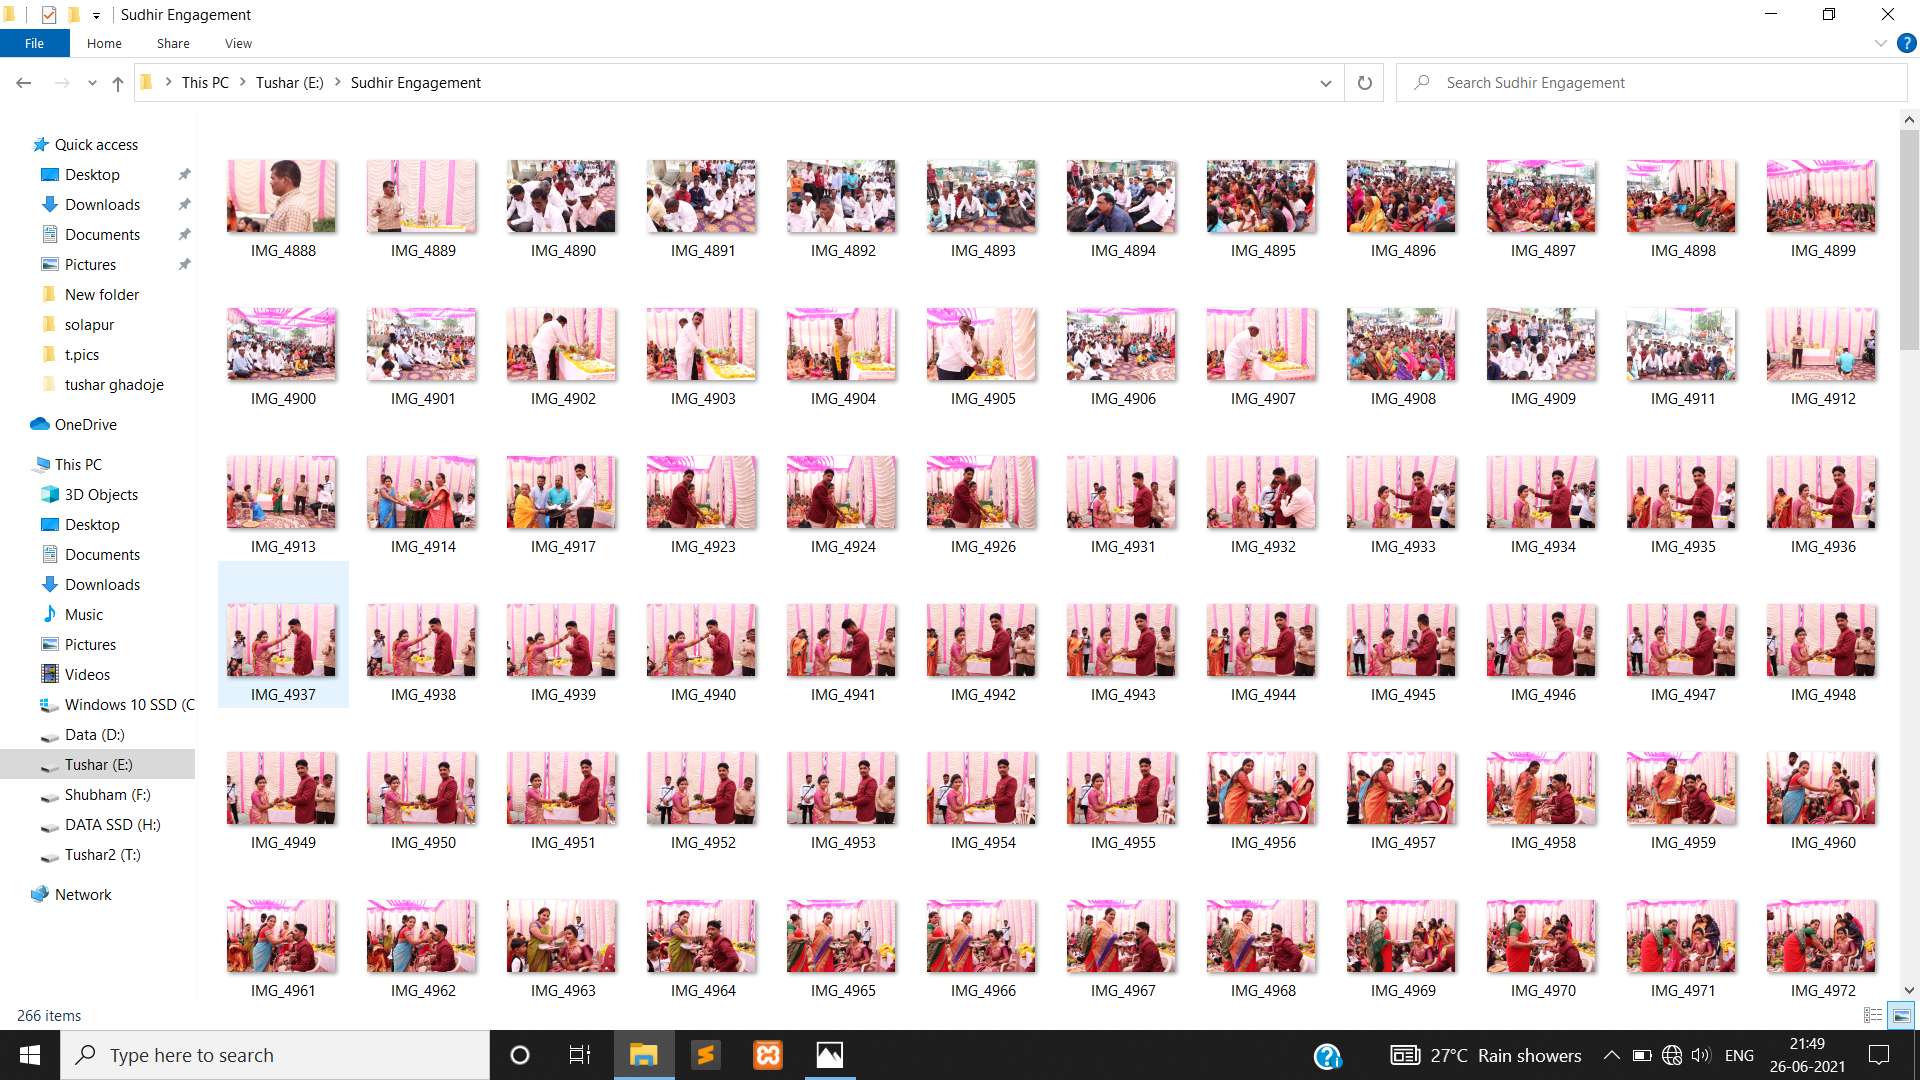 Sudhir Engagement
File Home Share View
This PC Tushar (E:) Sudhir Engagement
Search Sudhir Engagement
Quick access
Desktop
Downloads
Documents
Pictures
New folder
solapur
t.pics
tushar ghadoje
OneDrive
This PC
3D Objects
Desktop
Documents
Downloads
Music
Pictures
Videos
Windows 10 SSD (C
Data (D:)
Tushar (E:)
Shubham (F:)
DATA SSD (H:)
Tushar2 (T:)
Network
IMG_4888 IMG_4889 IMG_4890 IMG_4891 IMG_4892 IMG_4893 IMG_4894 IMG_4895 IMG_4896 IMG_4897 IMG_4898 IMG_4899
IMG_4900 IMG_4901 IMG_4902 IMG_4903 IMG_4904 IMG_4905 IMG_4906 IMG_4907 IMG_4908 IMG_4909 IMG_4911 IMG_4912
IMG_4913 IMG_4914 IMG_4917 IMG_4923 IMG_4924 IMG_4926 IMG_4931 IMG_4932 IMG_4933 IMG_4934 IMG_4935 IMG_4936
IMG_4937 IMG_4938 IMG_4939 IMG_4940 IMG_4941 IMG_4942 IMG_4943 IMG_4944 IMG_4945 IMG_4946 IMG_4947 IMG_4948
IMG_4949 IMG_4950 IMG_4951 IMG_4952 IMG_4953 IMG_4954 IMG_4955 IMG_4956 IMG_4957 IMG_4958 IMG_4959 IMG_4960
IMG_4961 IMG_4962 IMG_4963 IMG_4964 IMG_4965 IMG_4966 IMG_4967 IMG_4968 IMG_4969 IMG_4970 IMG_4971 IMG_4972
266 items
Type here to search
27°C Rain showers
ENG
21:49
26-06-2021